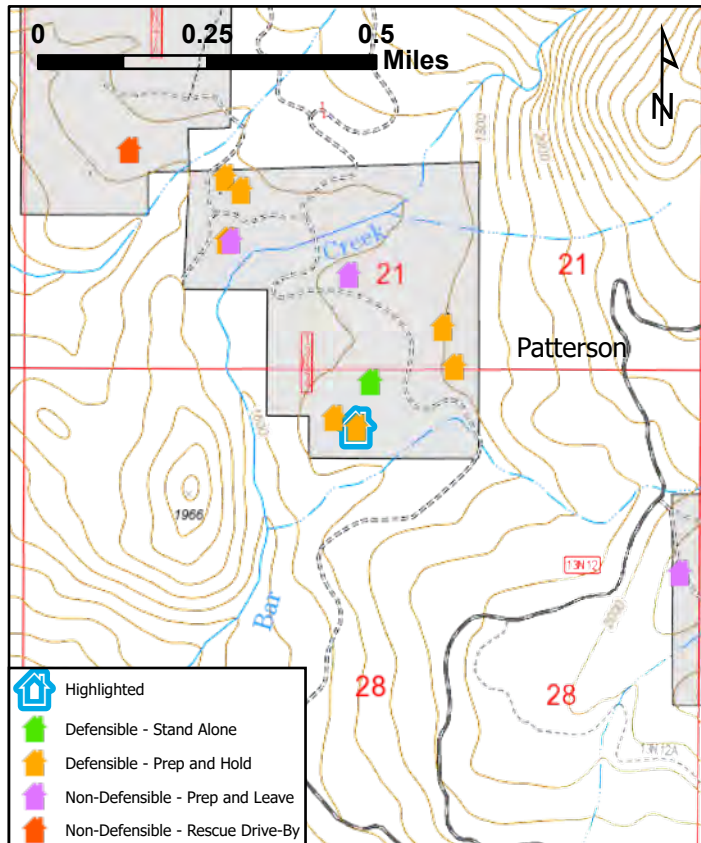 0 0.25 0.5
Miles
N
1300
Creek
21
21
Patterson
1966
13N12
Bar
28
28
13N12A
Highlighted
Defensible - Stand Alone
Defensible - Prep and Hold
Non-Defensible - Prep and Leave
Non-Defensible - Rescue Drive-By